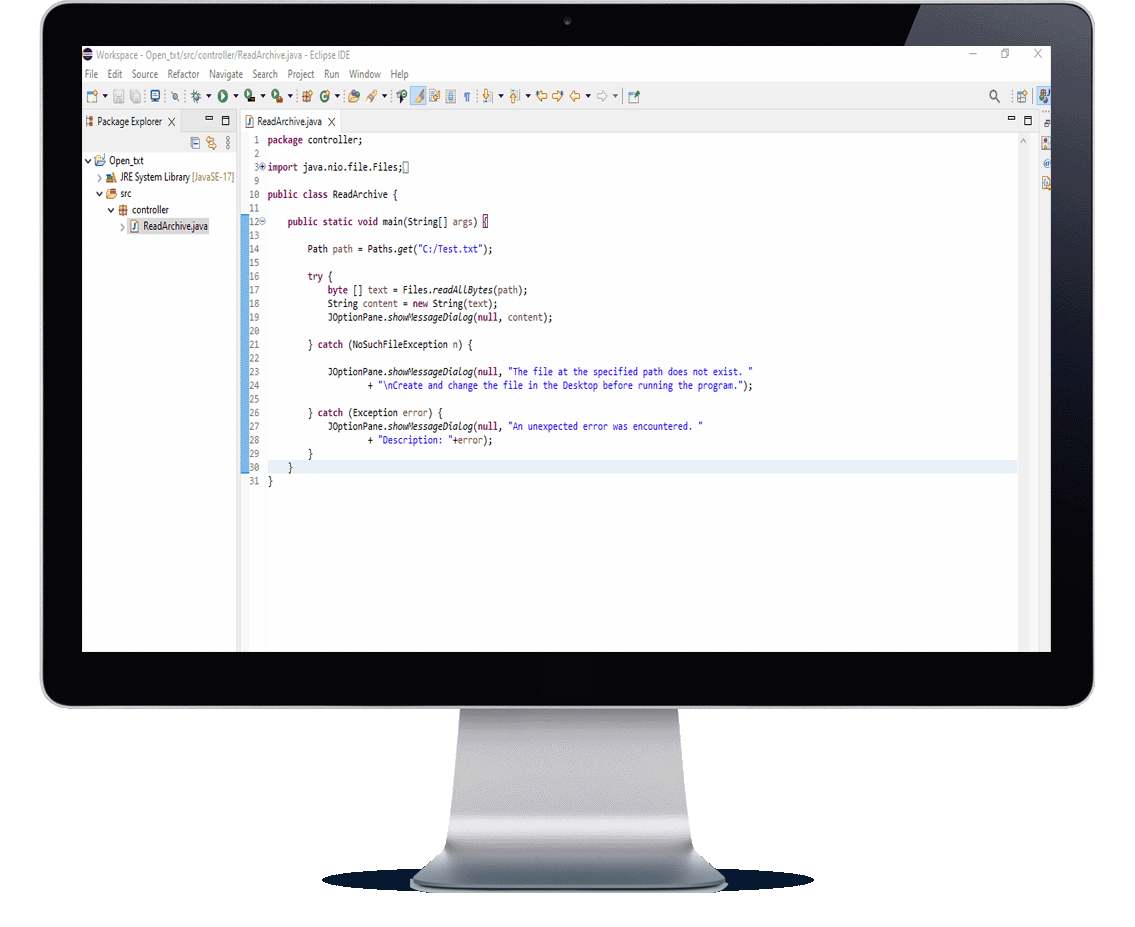 Workspace - Open_txt/src/controller/ReadArchive.java - Eclipse IDE
File Edit Source Refactor Navigate Search Project Run Window Help
Package Explorer
ReadArchive.java
Open_txt
JRE System Library [JavaSE-17]
src
controller
ReadArchive.java
1 package controller;
2
3 import java.nio.file.Files;
9
10 public class ReadArchive {
11
12 public static void main(String[] args) {
13
14 Path path = Paths.get("C:/Test.txt");
15
16 try {
17 byte [] text = Files.readAllBytes(path);
18 String content = new String(text);
19 JOptionPane.showMessageDialog(null, content);
20
21 } catch (NoSuchFileException n) {
22
23 JOptionPane.showMessageDialog(null, "The file at the specified path does not exist. "
24 + "\nCreate and change the file in the Desktop before running the program.");
25
26 } catch (Exception error) {
27 JOptionPane.showMessageDialog(null, "An unexpected error was encountered. "
28 + "Description: "+error);
29 }
30 }
31 }